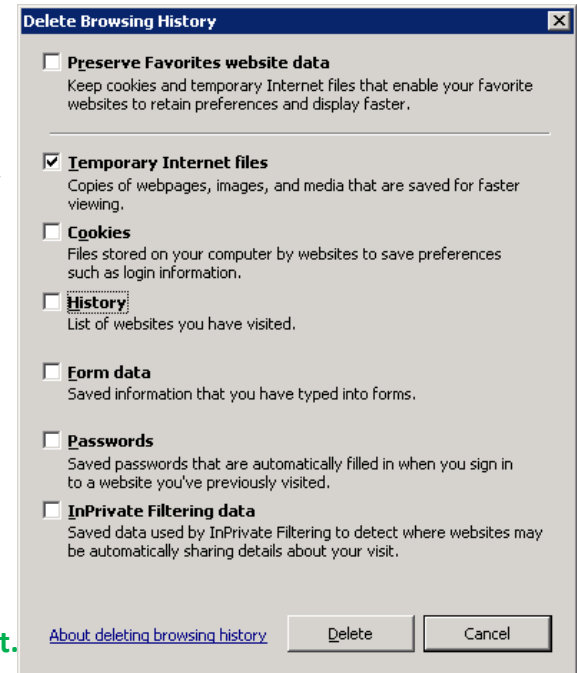 Delete Browsing History
Preserve Favorites website data
Keep cookies and temporary Internet files that enable your favorite
websites to retain preferences and display faster.
Temporary Internet files
Copies of webpages, images, and media that are saved for faster
viewing.
Cookies
Files stored on your computer by websites to save preferences
such as login information.
History
List of websites you have visited.
Form data
Saved information that you have typed into forms.
Passwords
Saved passwords that are automatically filled in when you sign in
to a website you've previously visited.
InPrivate Filtering data
Saved data used by InPrivate Filtering to detect where websites may
be automatically sharing details about your visit.
t.
About deleting browsing history Delete Cancel